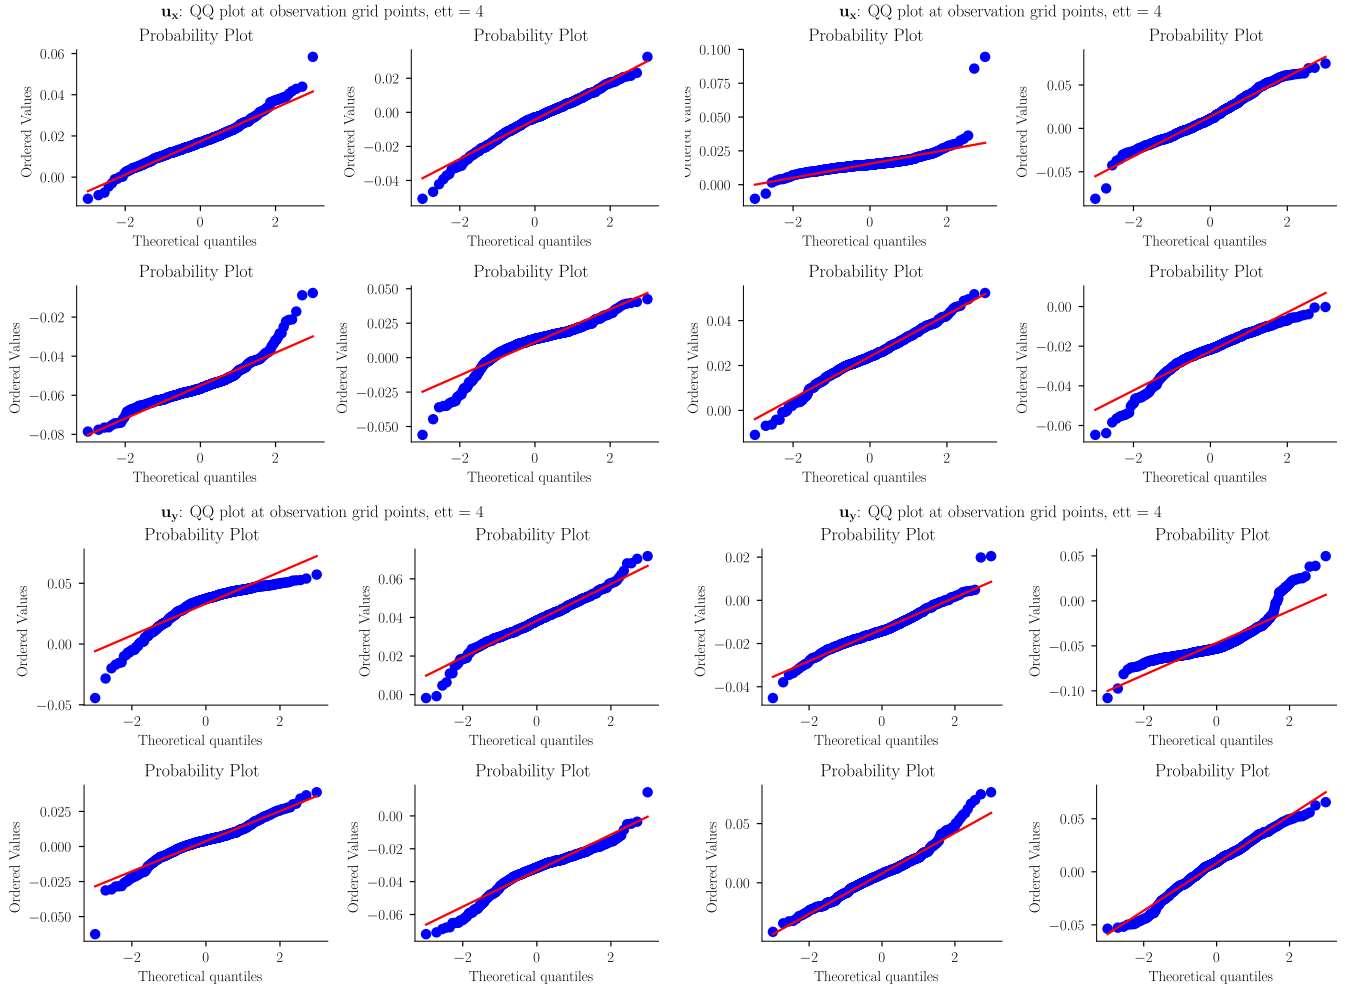 𝐮ₓ: QQ plot at observation grid points, ett = 4
Probability Plot
Ordered Values
0.06
0.04
0.02
0.00
−2 0 2
Theoretical quantiles
Probability Plot
Ordered Values
0.02
0.00
−0.02
−0.04
−2 0 2
Theoretical quantiles
Probability Plot
Ordered Values
−0.02
−0.04
−0.06
−0.08
−2 0 2
Theoretical quantiles
Probability Plot
Ordered Values
0.050
0.025
0.000
−0.025
−0.050
−2 0 2
Theoretical quantiles
𝐮ₓ: QQ plot at observation grid points, ett = 4
Probability Plot
Ordered Values
0.100
0.075
0.050
0.025
0.000
−2 0 2
Theoretical quantiles
Probability Plot
Ordered Values
0.05
0.00
−0.05
−2 0 2
Theoretical quantiles
Probability Plot
Ordered Values
0.04
0.02
0.00
−2 0 2
Theoretical quantiles
Probability Plot
Ordered Values
0.00
−0.02
−0.04
−0.06
−2 0 2
Theoretical quantiles
𝐮_𝐲: QQ plot at observation grid points, ett = 4
Probability Plot
Ordered Values
0.05
0.00
−0.05
−2 0 2
Theoretical quantiles
Probability Plot
Ordered Values
0.06
0.04
0.02
0.00
−2 0 2
Theoretical quantiles
Probability Plot
Ordered Values
0.025
0.000
−0.025
−0.050
−2 0 2
Theoretical quantiles
Probability Plot
Ordered Values
0.00
−0.02
−0.04
−0.06
−2 0 2
Theoretical quantiles
𝐮_𝐲: QQ plot at observation grid points, ett = 4
Probability Plot
Ordered Values
0.02
0.00
−0.02
−0.04
−2 0 2
Theoretical quantiles
Probability Plot
Ordered Values
0.05
0.00
−0.05
−0.10
−2 0 2
Theoretical quantiles
Probability Plot
Ordered Values
0.05
0.00
−2 0 2
Theoretical quantiles
Probability Plot
Ordered Values
0.05
0.00
−0.05
−2 0 2
Theoretical quantiles